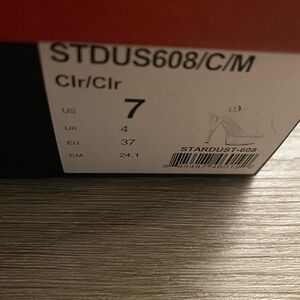 STDUS608/C/M
Clr/Clr
US 7
UK 4
EU 37
CM 24.1
STARDUST-608